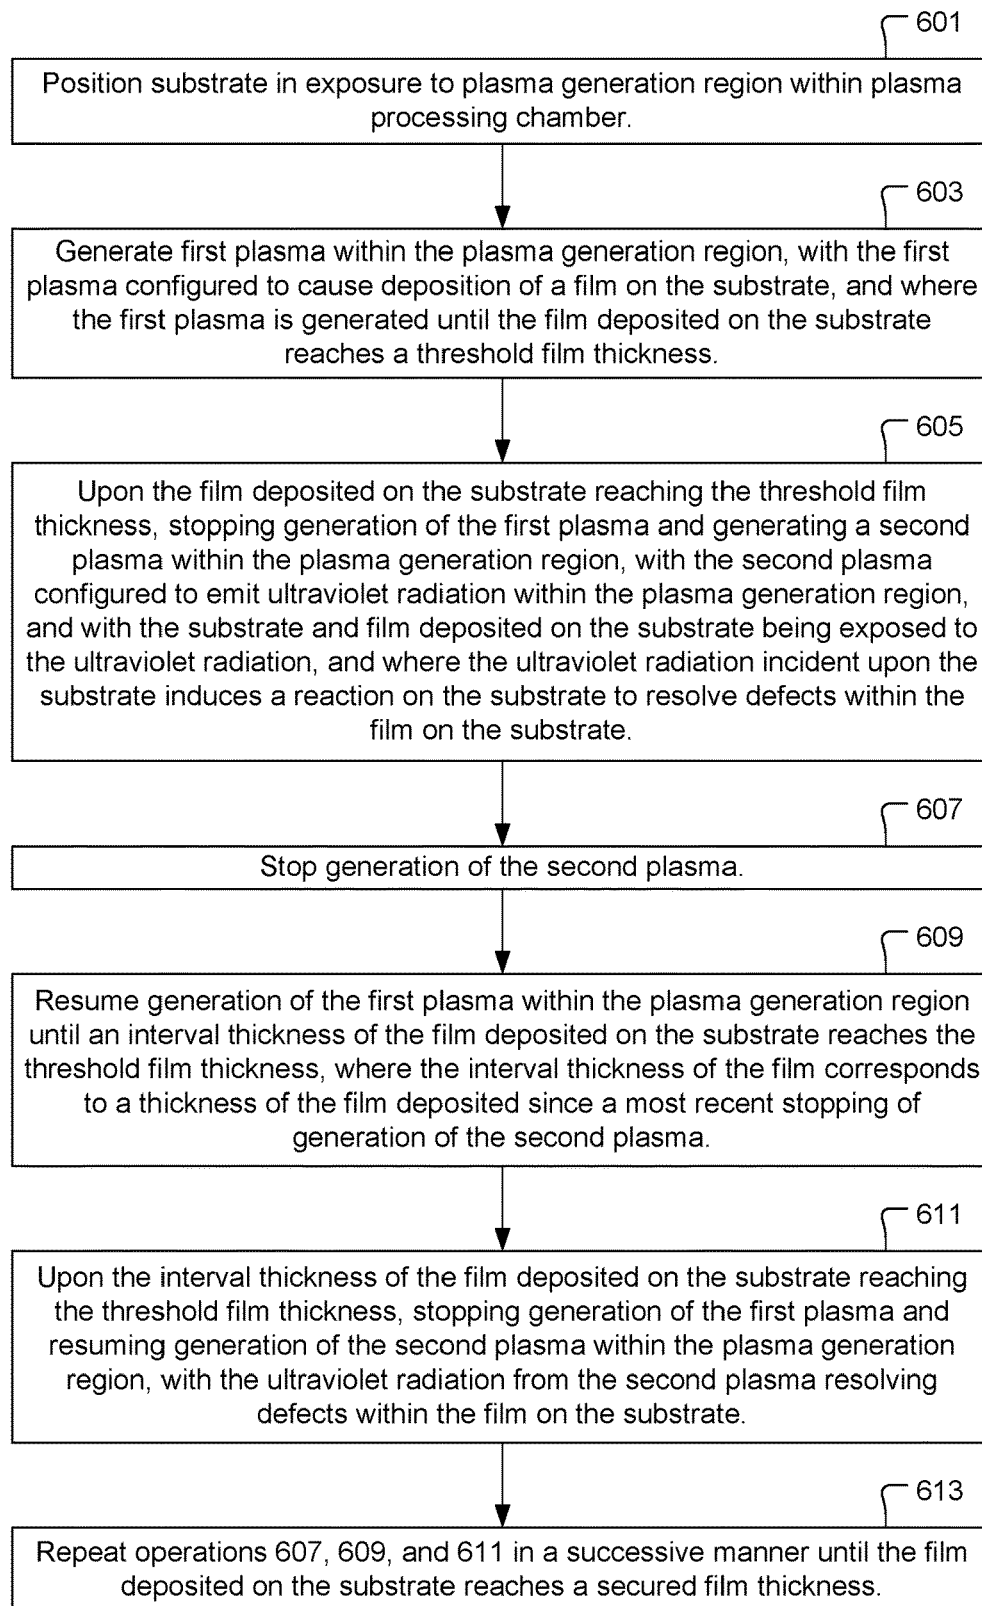 601
Position substrate in exposure to plasma generation region within plasma
processing chamber.
603
Generate first plasma within the plasma generation region, with the first
plasma configured to cause deposition of a film on the substrate, and where
the first plasma is generated until the film deposited on the substrate
reaches a threshold film thickness.
605
Upon the film deposited on the substrate reaching the threshold film
thickness, stopping generation of the first plasma and generating a second
plasma within the plasma generation region, with the second plasma
configured to emit ultraviolet radiation within the plasma generation region,
and with the substrate and film deposited on the substrate being exposed to
the ultraviolet radiation, and where the ultraviolet radiation incident upon the
substrate induces a reaction on the substrate to resolve defects within the
film on the substrate.
607
Stop generation of the second plasma.
609
Resume generation of the first plasma within the plasma generation region
until an interval thickness of the film deposited on the substrate reaches the
threshold film thickness, where the interval thickness of the film corresponds
to a thickness of the film deposited since a most recent stopping of
generation of the second plasma.
611
Upon the interval thickness of the film deposited on the substrate reaching
the threshold film thickness, stopping generation of the first plasma and
resuming generation of the second plasma within the plasma generation
region, with the ultraviolet radiation from the second plasma resolving
defects within the film on the substrate.
613
Repeat operations 607, 609, and 611 in a successive manner until the film
deposited on the substrate reaches a secured film thickness.